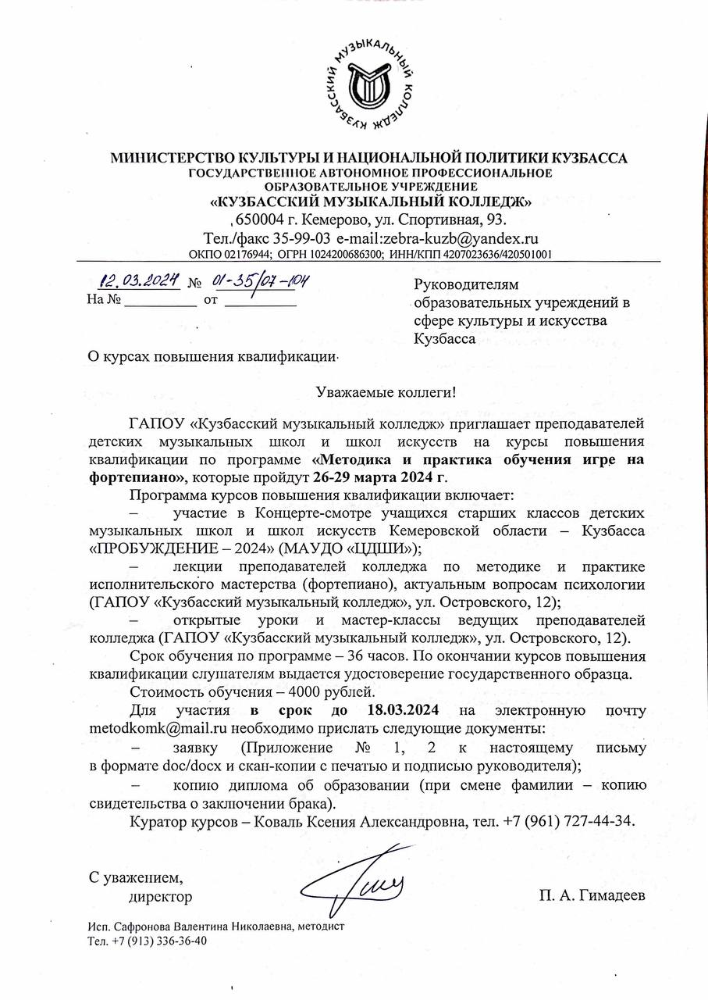 КУЗБАССКИЙ МУЗЫКАЛЬНЫЙ КОЛЛЕДЖ
МИНИСТЕРСТВО КУЛЬТУРЫ И НАЦИОНАЛЬНОЙ ПОЛИТИКИ КУЗБАССА
ГОСУДАРСТВЕННОЕ АВТОНОМНОЕ ПРОФЕССИОНАЛЬНОЕ
ОБРАЗОВАТЕЛЬНОЕ УЧРЕЖДЕНИЕ
«КУЗБАССКИЙ МУЗЫКАЛЬНЫЙ КОЛЛЕДЖ»
650004 г. Кемерово, ул. Спортивная, 93.
Тел./факс 35-99-03 e-mail:zebra-kuzb@yandex.ru
ОКПО 02176944; ОГРН 1024200686300; ИНН/КПП 4207023636/420501001
12.03.2024 № 01-35/07-104
На № __________ от __________
Руководителям
образовательных учреждений в
сфере культуры и искусства
Кузбасса
О курсах повышения квалификации
Уважаемые коллеги!
ГАПОУ «Кузбасский музыкальный колледж» приглашает преподавателей
детских музыкальных школ и школ искусств на курсы повышения
квалификации по программе «Методика и практика обучения игре на
фортепиано», которые пройдут 26-29 марта 2024 г.
Программа курсов повышения квалификации включает:
– участие в Концерте-смотре учащихся старших классов детских
музыкальных школ и школ искусств Кемеровской области – Кузбасса
«ПРОБУЖДЕНИЕ – 2024» (МАУДО «ЦДШИ»);
– лекции преподавателей колледжа по методике и практике
исполнительского мастерства (фортепиано), актуальным вопросам психологии
(ГАПОУ «Кузбасский музыкальный колледж», ул. Островского, 12);
– открытые уроки и мастер-классы ведущих преподавателей
колледжа (ГАПОУ «Кузбасский музыкальный колледж», ул. Островского, 12).
Срок обучения по программе – 36 часов. По окончании курсов повышения
квалификации слушателям выдается удостоверение государственного образца.
Стоимость обучения – 4000 рублей.
Для участия в срок до 18.03.2024 на электронную почту
metodkomk@mail.ru необходимо прислать следующие документы:
– заявку (Приложение № 1, 2 к настоящему письму
в формате doc/docx и скан-копии с печатью и подписью руководителя);
– копию диплома об образовании (при смене фамилии – копию
свидетельства о заключении брака).
Куратор курсов – Коваль Ксения Александровна, тел. +7 (961) 727-44-34.
С уважением,
директор
П. А. Гимадеев
Исп. Сафронова Валентина Николаевна, методист
Тел. +7 (913) 336-36-40